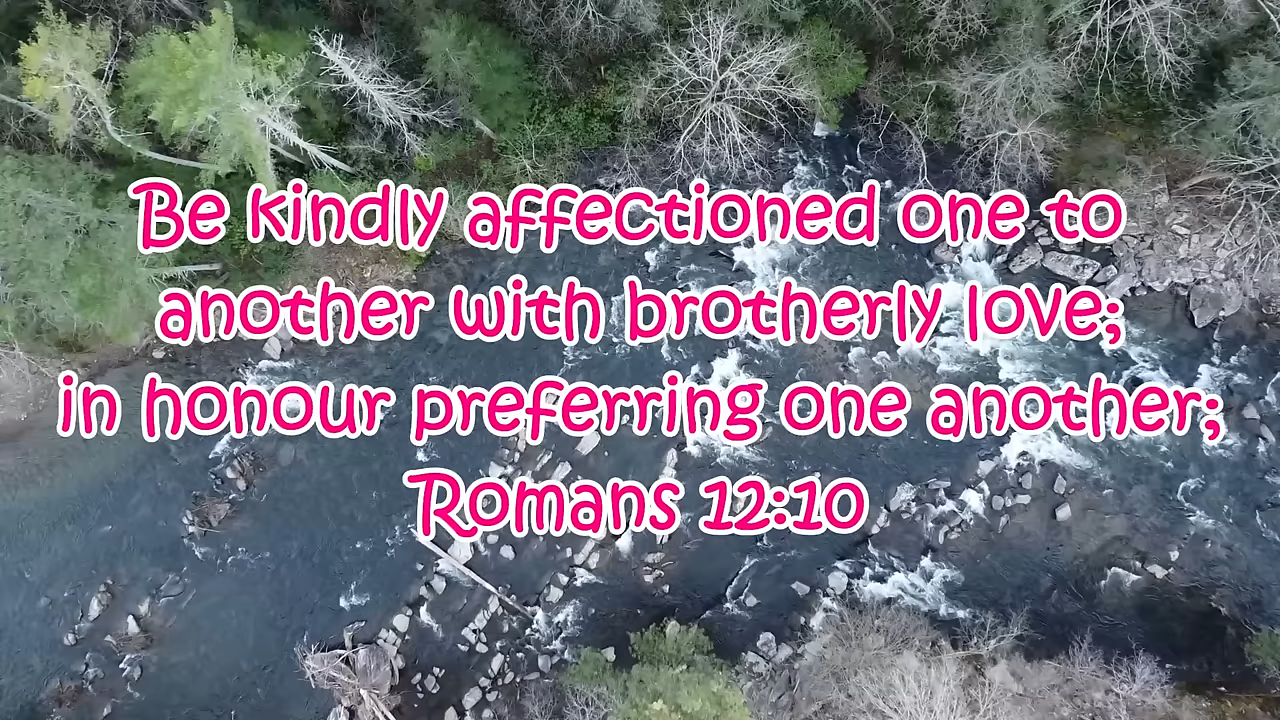 Be kindly affectioned one to
another with brotherly love;
in honour preferring one another;
Romans 12:10